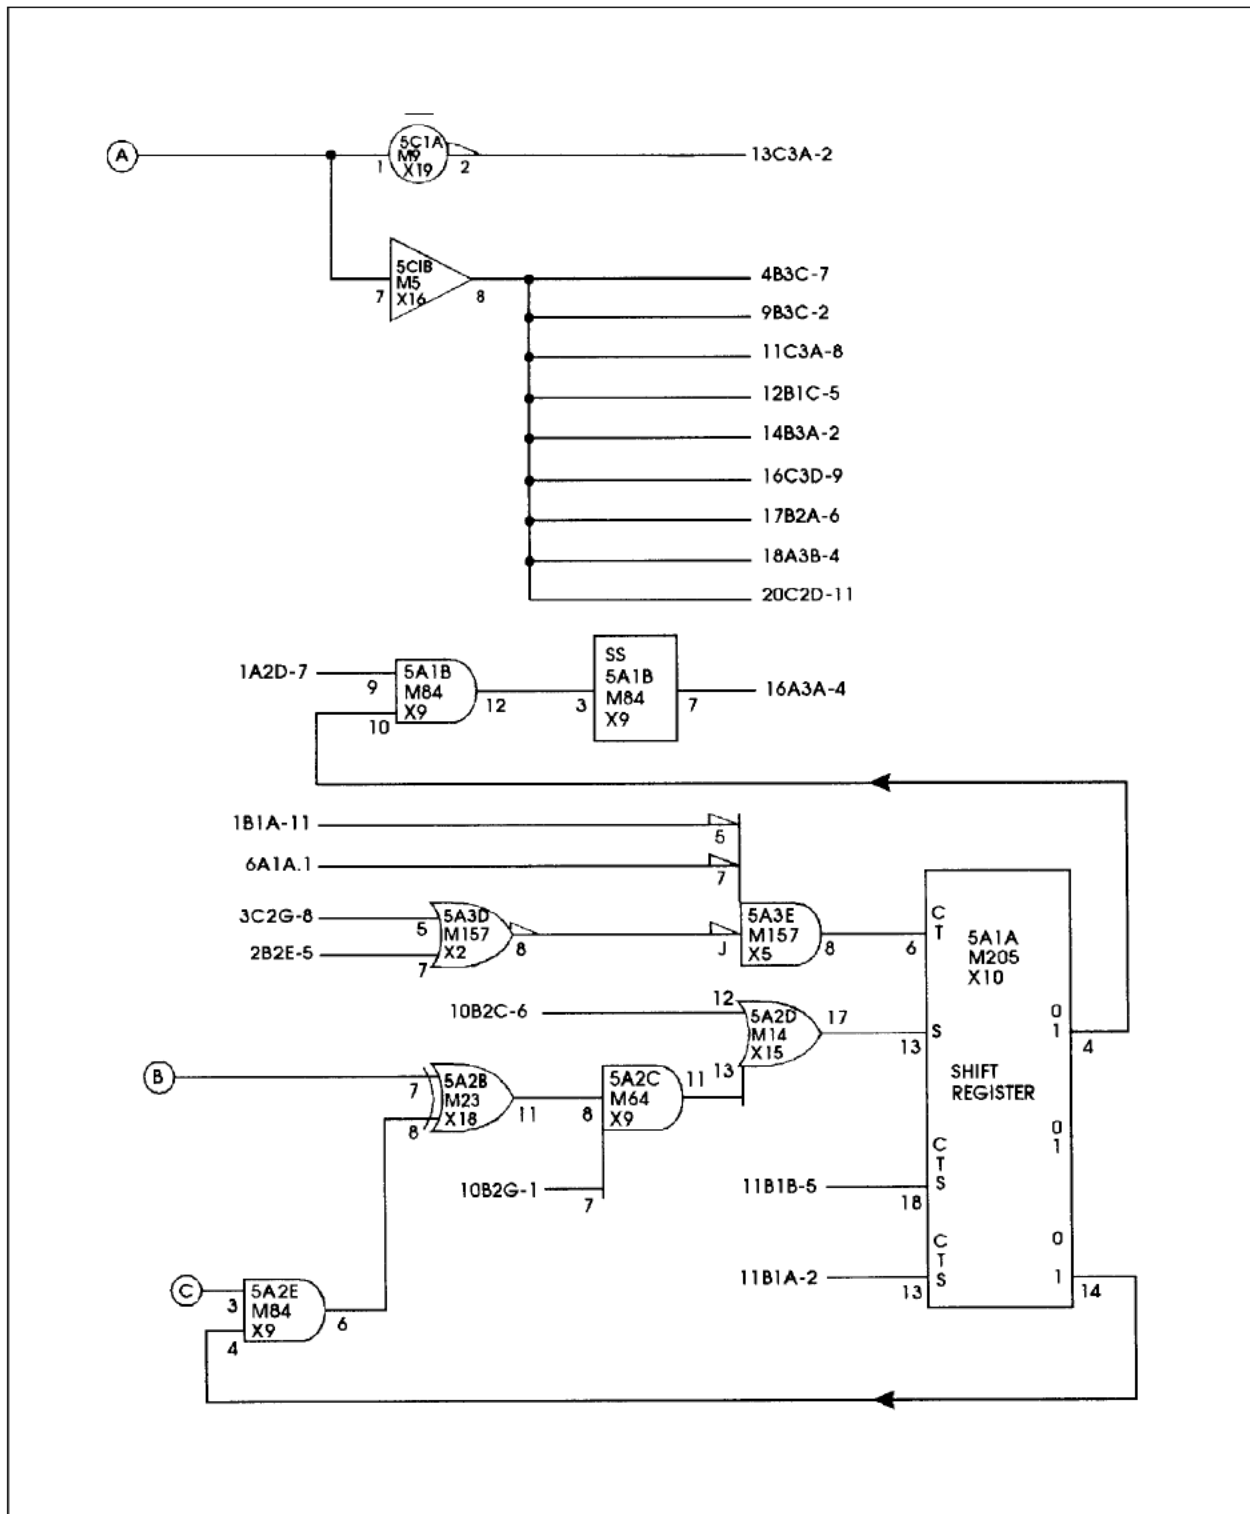 A
5C1A
M9
X19
1
2
13C3A-2
5CIB
M5
X16
7
8
4B3C-7
9B3C-2
11C3A-8
12B1C-5
14B3A-2
16C3D-9
17B2A-6
18A3B-4
20C2D-11
1A2D-7
9
10
5A1B
M84
X9
12
3
SS
5A1B
M84
X9
7
16A3A-4
1B1A-11
5
6A1A.1
7
3C2G-8
5
2B2E-5
7
5A3D
M157
X2
8
J
5A3E
M157
X5
8
6
C
T
5A1A
M205
X10
0
1
4
10B2C-6
12
13
5A2D
M14
X15
17
13
S
SHIFT
REGISTER
B
7
8
5A2B
M23
X18
11
8
5A2C
M64
X9
11
10B2G-1
7
0
1
C
T
S
11B1B-5
18
0
1
14
C
T
S
11B1A-2
13
C
3
4
5A2E
M84
X9
6